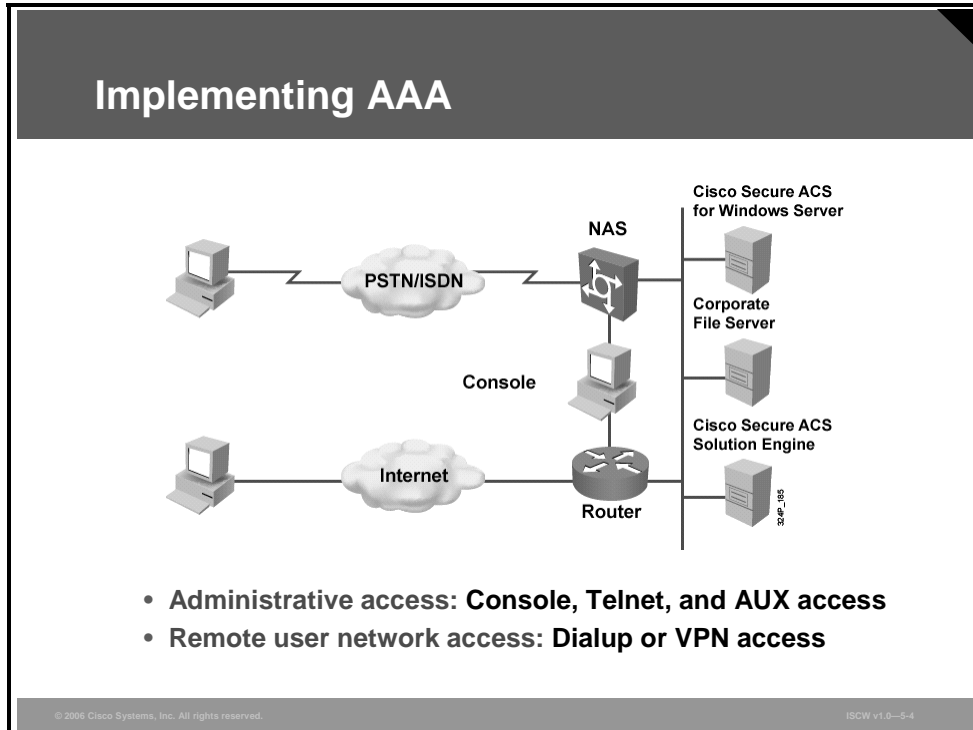 Implementing AAA
Cisco Secure ACS
for Windows Server
NAS
PSTN/ISDN
Corporate
File Server
Console
Cisco Secure ACS
Solution Engine
Internet
Router
324P_185
• Administrative access: Console, Telnet, and AUX access
• Remote user network access: Dialup or VPN access
© 2006 Cisco Systems, Inc. All rights reserved.
ISCW v1.0—5-4